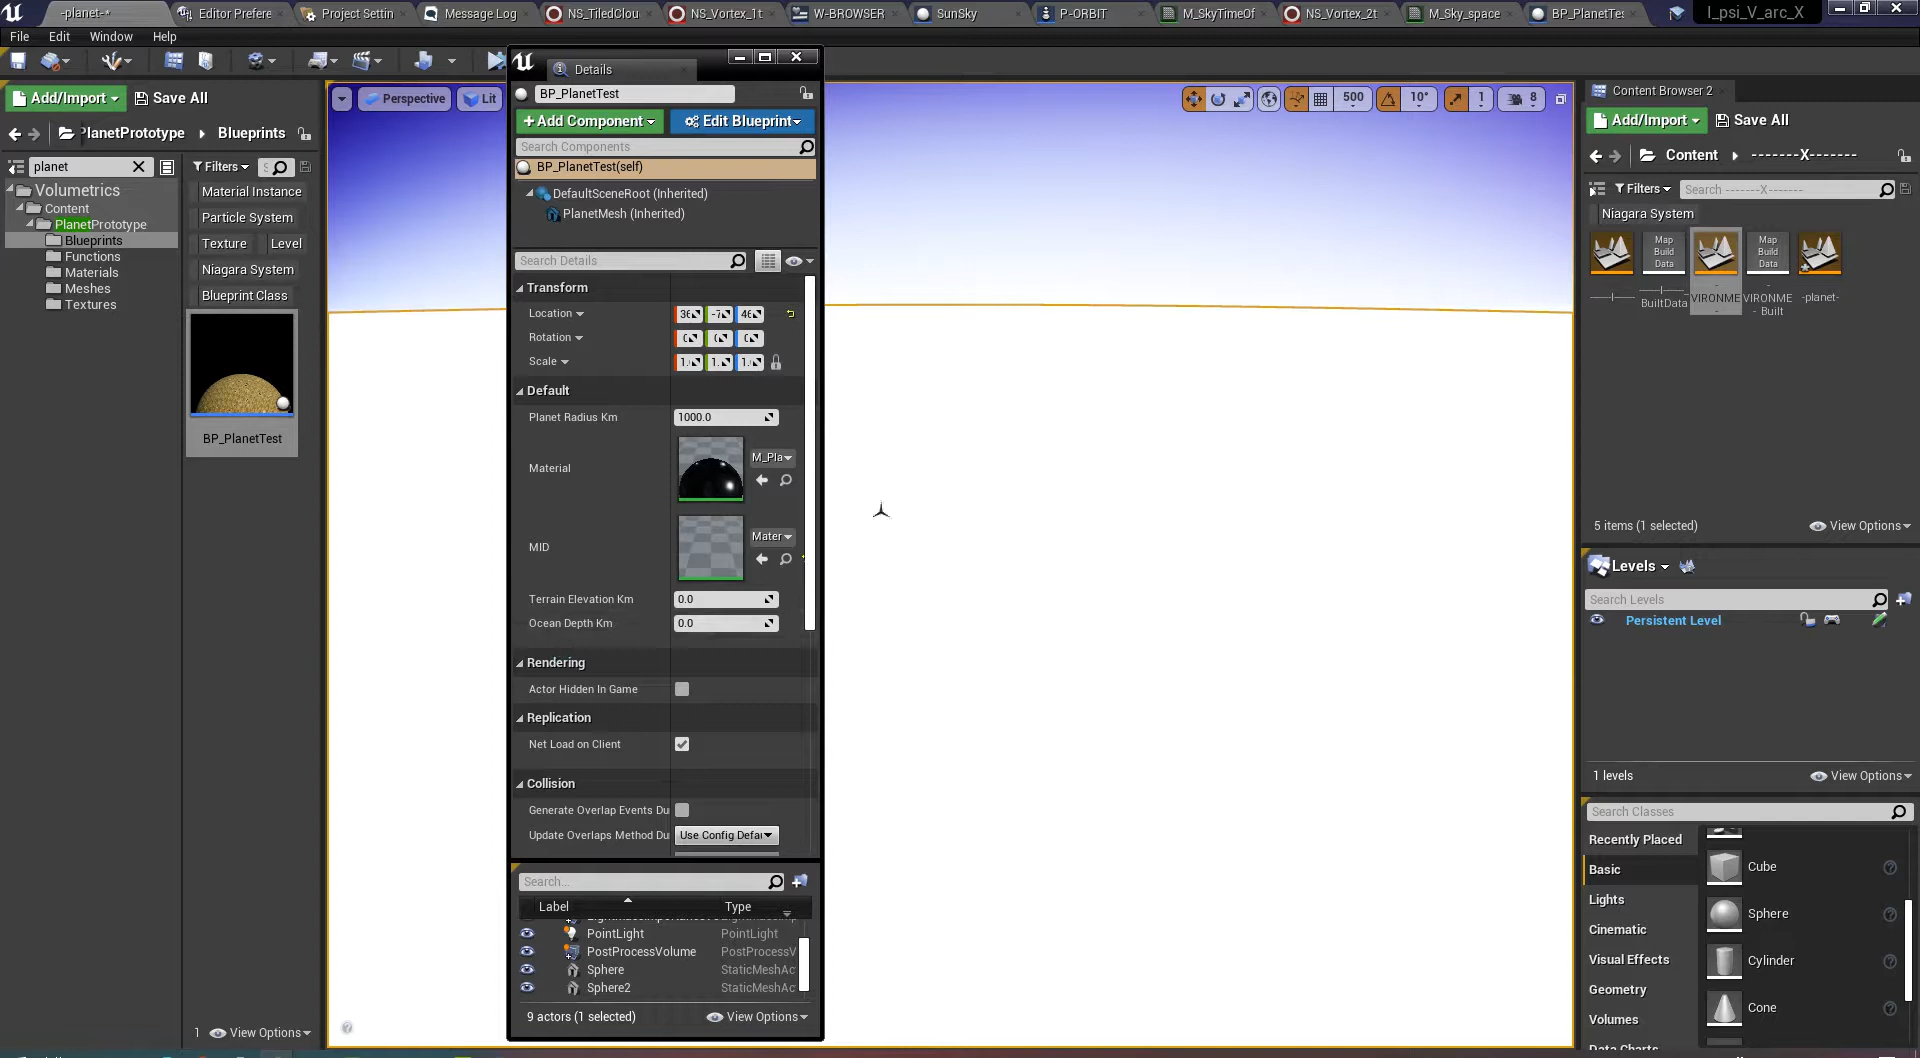 -planet-*
Editor Prefere
Project Settin
Message Log
NS_TiledClou
NS_Vortex_1t
W-BROWSER
SunSky
P-ORBIT
M_SkyTimeOf
NS_Vortex_2t
M_Sky_space
BP_PlanetTes
I_psi_V_arc_X
File
Edit
Window
Help
Add/Import
Save All
PlanetPrototype
Blueprints
planet
Filters
Volumetrics
Content
PlanetPrototype
Blueprints
Functions
Materials
Meshes
Textures
Material Instance
Particle System
Texture
Level
Niagara System
Blueprint Class
BP_PlanetTest
1
View Options
Perspective
Lit
500
10°
1
8
Details
BP_PlanetTest
+Add Component
Edit Blueprint
Search Components
BP_PlanetTest(self)
DefaultSceneRoot (Inherited)
PlanetMesh (Inherited)
Search Details
Transform
Location
Rotation
Scale
Default
Planet Radius Km
1000.0
Material
M_Pla
MID
Mater
Terrain Elevation Km
0.0
Ocean Depth Km
0.0
Rendering
Actor Hidden In Game
Replication
Net Load on Client
Collision
Generate Overlap Events Du
Update Overlaps Method Du
Use Config Defau
Search...
Label
Type
PointLight
PointLight
PostProcessVolume
PostProcessV
Sphere
StaticMeshAc
Sphere2
StaticMeshAc
9 actors (1 selected)
View Options
Content Browser 2
Add/Import
Save All
Content
-------X-------
Filters
Search -------X-------
Niagara System
Map
Build
Data
Map
Build
Data
BuiltData
VIRONME
VIRONME
- Built
-planet-
5 items (1 selected)
View Options
Levels
Search Levels
Persistent Level
1 levels
View Options
Search Classes
Recently Placed
Basic
Lights
Cinematic
Visual Effects
Geometry
Volumes
Cube
Sphere
Cylinder
Cone